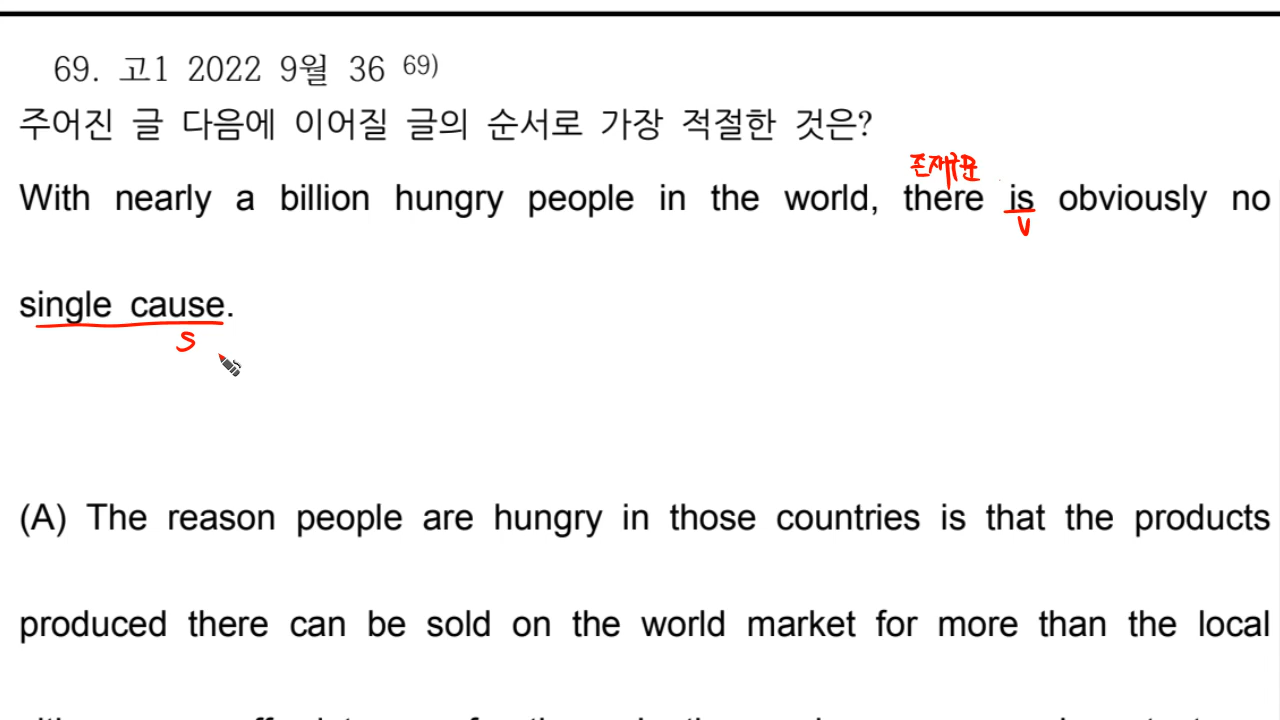 69. 고1 2022 9월 36 69)
주어진 글 다음에 이어질 글의 순서로 가장 적절한 것은?
존재구문
With nearly a billion hungry people in the world, there is obviously no
V
single cause.
S
(A) The reason people are hungry in those countries is that the products
produced there can be sold on the world market for more than the local